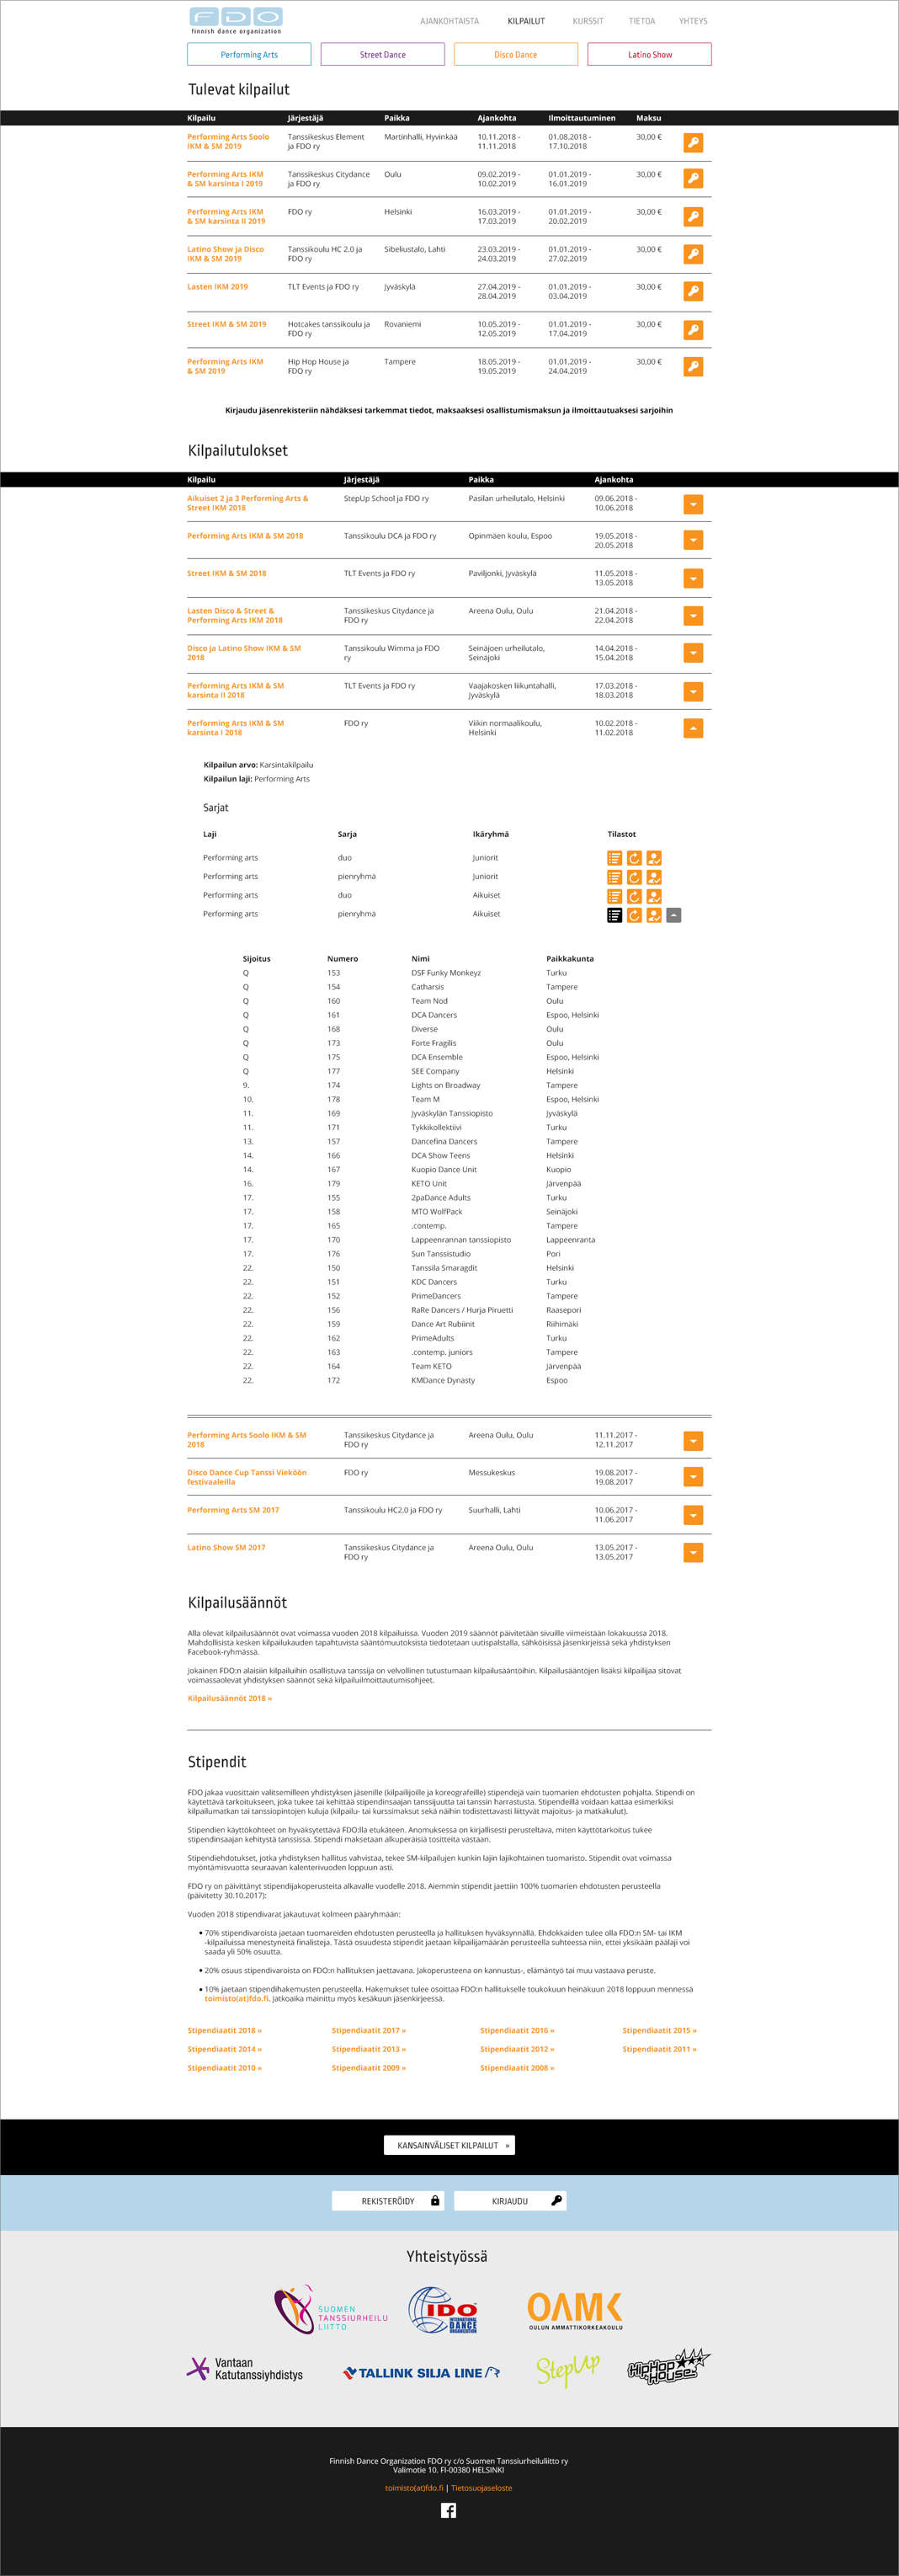 FDO
finnish dance organization
AJANKOHTAISTA KILPAILUT KURSSIT TIETOA YHTEYS
Performing Arts Street Dance Disco Dance Latino Show
Tulevat kilpailut
Kilpailu Järjestäjä Paikka Ajankohta Ilmoittautuminen Maksu
Performing Arts Soolo Tanssikeskus Element Martinhalli, Hyvinkää 10.11.2018 - 01.08.2018 - 30,00 €
IKM & SM 2019 ja FDO ry 11.11.2018 17.10.2018
Performing Arts IKM Tanssikeskus Citydance Oulu 09.02.2019 - 01.01.2019 - 30,00 €
& SM karsinta I 2019 ja FDO ry 10.02.2019 16.01.2019
Performing Arts IKM FDO ry Helsinki 16.03.2019 - 01.01.2019 - 30,00 €
& SM karsinta II 2019 17.03.2019 20.02.2019
Latino Show ja Disco Tanssikoulu HC 2.0 ja Sibeliustalo, Lahti 23.03.2019 - 01.01.2019 - 30,00 €
IKM & SM 2019 FDO ry 24.03.2019 27.02.2019
Lasten IKM 2019 TLT Events ja FDO ry Jyväskylä 27.04.2019 - 01.01.2019 - 30,00 €
28.04.2019 03.04.2019
Street IKM & SM 2019 Hotcakes tanssikoulu ja Rovaniemi 10.05.2019 - 01.01.2019 - 30,00 €
FDO ry 12.05.2019 17.04.2019
Performing Arts IKM Hip Hop House ja Tampere 18.05.2019 - 01.01.2019 - 30,00 €
& SM 2019 FDO ry 19.05.2019 24.04.2019
Kirjaudu jäsenrekisteriin nähdäksesi tarkemmat tiedot, maksaaksesi osallistumismaksun ja ilmoittautuaksesi sarjoihin
Kilpailutulokset
Kilpailu Järjestäjä Paikka Ajankohta
Aikuiset 2 ja 3 Performing Arts & StepUp School ja FDO ry Pasilan urheilutalo, Helsinki 09.06.2018 -
Street IKM 2018 10.06.2018
Performing Arts IKM & SM 2018 Tanssikoulu DCA ja FDO ry Opinmäen koulu, Espoo 19.05.2018 -
20.05.2018
Street IKM & SM 2018 TLT Events ja FDO ry Paviljonki, Jyväskylä 11.05.2018 -
13.05.2018
Lasten Disco & Street & Tanssikeskus Citydance ja Areena Oulu, Oulu 21.04.2018 -
Performing Arts IKM 2018 FDO ry 22.04.2018
Disco ja Latino Show IKM & SM Tanssikoulu Wimma ja FDO Seinäjoen urheilutalo, 14.04.2018 -
2018 ry Seinäjoki 15.04.2018
Performing Arts IKM & SM TLT Events ja FDO ry Vaajakosken liikuntahalli, 17.03.2018 -
karsinta II 2018 Jyväskylä 18.03.2018
Performing Arts IKM & SM FDO ry Viikin normaalikoulu, 10.02.2018 -
karsinta I 2018 Helsinki 11.02.2018
Kilpailun arvo: Karsintakilpailu
Kilpailun laji: Performing Arts
Sarjat
Laji Sarja Ikäryhmä Tilastot
Performing arts duo Juniorit
Performing arts pienryhmä Juniorit
Performing arts duo Aikuiset
Performing arts pienryhmä Aikuiset
Sijoitus Numero Nimi Paikkakunta
Q 153 DSF Funky Monkeyz Turku
Q 154 Catharsis Tampere
Q 160 Team Nod Oulu
Q 161 DCA Dancers Espoo, Helsinki
Q 168 Diverse Oulu
Q 173 Forte Fragilis Oulu
Q 175 DCA Ensemble Espoo, Helsinki
Q 177 SEE Company Helsinki
9. 174 Lights on Broadway Tampere
10. 178 Team M Espoo, Helsinki
11. 169 Jyväskylän Tanssiopisto Jyväskylä
11. 171 Tykkikollektiivi Turku
13. 157 Dancefina Dancers Tampere
14. 166 DCA Show Teens Helsinki
14. 167 Kuopio Dance Unit Kuopio
16. 179 KETO Unit Järvenpää
17. 155 2paDance Adults Turku
17. 158 MTO WolfPack Seinäjoki
17. 165 .contemp. Tampere
17. 170 Lappeenrannan tanssiopisto Lappeenranta
17. 176 Sun Tanssistudio Pori
22. 150 Tanssila Smaragdit Helsinki
22. 151 KDC Dancers Turku
22. 152 PrimeDancers Tampere
22. 156 RaRe Dancers / Hurja Piruetti Raasepori
22. 159 Dance Art Rubiinit Riihimäki
22. 162 PrimeAdults Turku
22. 163 .contemp. juniors Tampere
22. 164 Team KETO Järvenpää
22. 172 KMDance Dynasty Espoo
Performing Arts Soolo IKM & SM Tanssikeskus Citydance ja Areena Oulu, Oulu 11.11.2017 -
2018 FDO ry 12.11.2017
Disco Dance Cup Tanssi Vieköön FDO ry Messukeskus 19.08.2017 -
festivaaleilla 19.08.2017
Performing Arts SM 2017 Tanssikoulu HC2.0 ja FDO ry Suurhalli, Lahti 10.06.2017 -
11.06.2017
Latino Show SM 2017 Tanssikeskus Citydance ja Areena Oulu, Oulu 13.05.2017 -
FDO ry 13.05.2017
Kilpailusäännöt
Alla olevat kilpailusäännöt ovat voimassa vuoden 2018 kilpailuissa. Vuoden 2019 säännöt päivitetään sivuille viimeistään lokakuussa 2018.
Mahdollisista kesken kilpailukauden tapahtuvista sääntömuutoksista tiedotetaan uutispalstalla, sähköisissä jäsenkirjeissä sekä yhdistyksen
Facebook-ryhmässä.
Jokainen FDO:n alaisiin kilpailuihin osallistuva tanssija on velvollinen tutustumaan kilpailusääntöihin. Kilpailusääntöjen lisäksi kilpailijaa sitovat
voimassaolevat yhdistyksen säännöt sekä kilpailuilmoittautumisohjeet.
Kilpailusäännöt 2018 »
Stipendit
FDO jakaa vuosittain valitsemilleen yhdistyksen jäsenille (kilpailijoille ja koreografeille) stipendejä vain tuomarien ehdotusten pohjalta. Stipendi on
käytettävä tarkoitukseen, joka tukee tai kehittää stipendinsaajan tanssijuutta tai tanssin harrastusta. Stipendeillä voidaan kattaa esimerkiksi
kilpailumatkan tai tanssiopintojen kuluja (kilpailu- tai kurssimaksut sekä näihin todistettavasti liittyvät majoitus- ja matkakulut).
Stipendien käyttökohteet on hyväksytettävä FDO:lla etukäteen. Anomuksessa on kirjallisesti perusteltava, miten käyttötarkoitus tukee
stipendinsaajan kehitystä tanssissa. Stipendi maksetaan alkuperäisiä tositteita vastaan.
Stipendiehdotukset, jotka yhdistyksen hallitus vahvistaa, tekee SM-kilpailujen kunkin lajin lajikohtainen tuomaristo. Stipendit ovat voimassa
myöntämisvuotta seuraavan kalenterivuoden loppuun asti.
FDO ry on päivittänyt stipendijakoperusteita alkavalle vuodelle 2018. Aiemmin stipendit jaettiin 100% tuomarien ehdotusten perusteella
(päivitetty 30.10.2017):
Vuoden 2018 stipendivarat jakautuvat kolmeen pääryhmään:
• 70% stipendivaroista jaetaan tuomareiden ehdotusten perusteella ja hallituksen hyväksynnällä. Ehdokkaiden tulee olla FDO:n SM- tai IKM
-kilpailuissa menestyneitä finalisteja. Tästä osuudesta stipendit jaetaan kilpailijamäärän perusteella suhteessa niin, ettei yksikään päälaji voi
saada yli 50% osuutta.
• 20% osuus stipendivaroista on FDO:n hallituksen jaettavana. Jakoperusteena on kannustus-, elämäntyö tai muu vastaava peruste.
• 10% jaetaan stipendihakemusten perusteella. Hakemukset tulee osoittaa FDO:n hallitukselle toukokuun heinäkuun 2018 loppuun mennessä
toimisto(at)fdo.fi. Jatkoaika mainittu myös kesäkuun jäsenkirjeessä.
Stipendiaatit 2018 » Stipendiaatit 2017 » Stipendiaatit 2016 » Stipendiaatit 2015 »
Stipendiaatit 2014 » Stipendiaatit 2013 » Stipendiaatit 2012 » Stipendiaatit 2011 »
Stipendiaatit 2010 » Stipendiaatit 2009 » Stipendiaatit 2008 »
KANSAINVÄLISET KILPAILUT »
REKISTERÖIDY KIRJAUDU
Yhteistyössä
SUOMEN
TANSSIURHEILU
LIITTO
IDO
INTERNATIONAL
DANCE
ORGANIZATION
OAMK
OULUN AMMATTIKORKEAKOULU
Vantaan
Katutanssiyhdistys
TALLINK SILJA LINE
StepUp
HipHop
House
Finnish Dance Organization FDO ry c/o Suomen Tanssiurheiluliitto ry
Valimotie 10. FI-00380 HELSINKI
toimisto(at)fdo.fi | Tietosuojaseloste